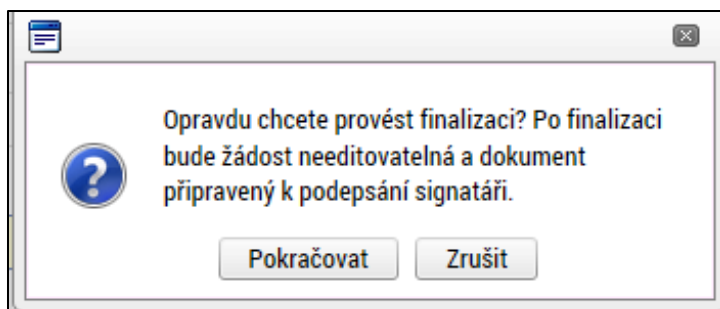 Opravdu chcete provést finalizaci? Po finalizaci
bude žádost needitovatelná a dokument
připravený k podepsání signatáři.
Pokračovat Zrušit